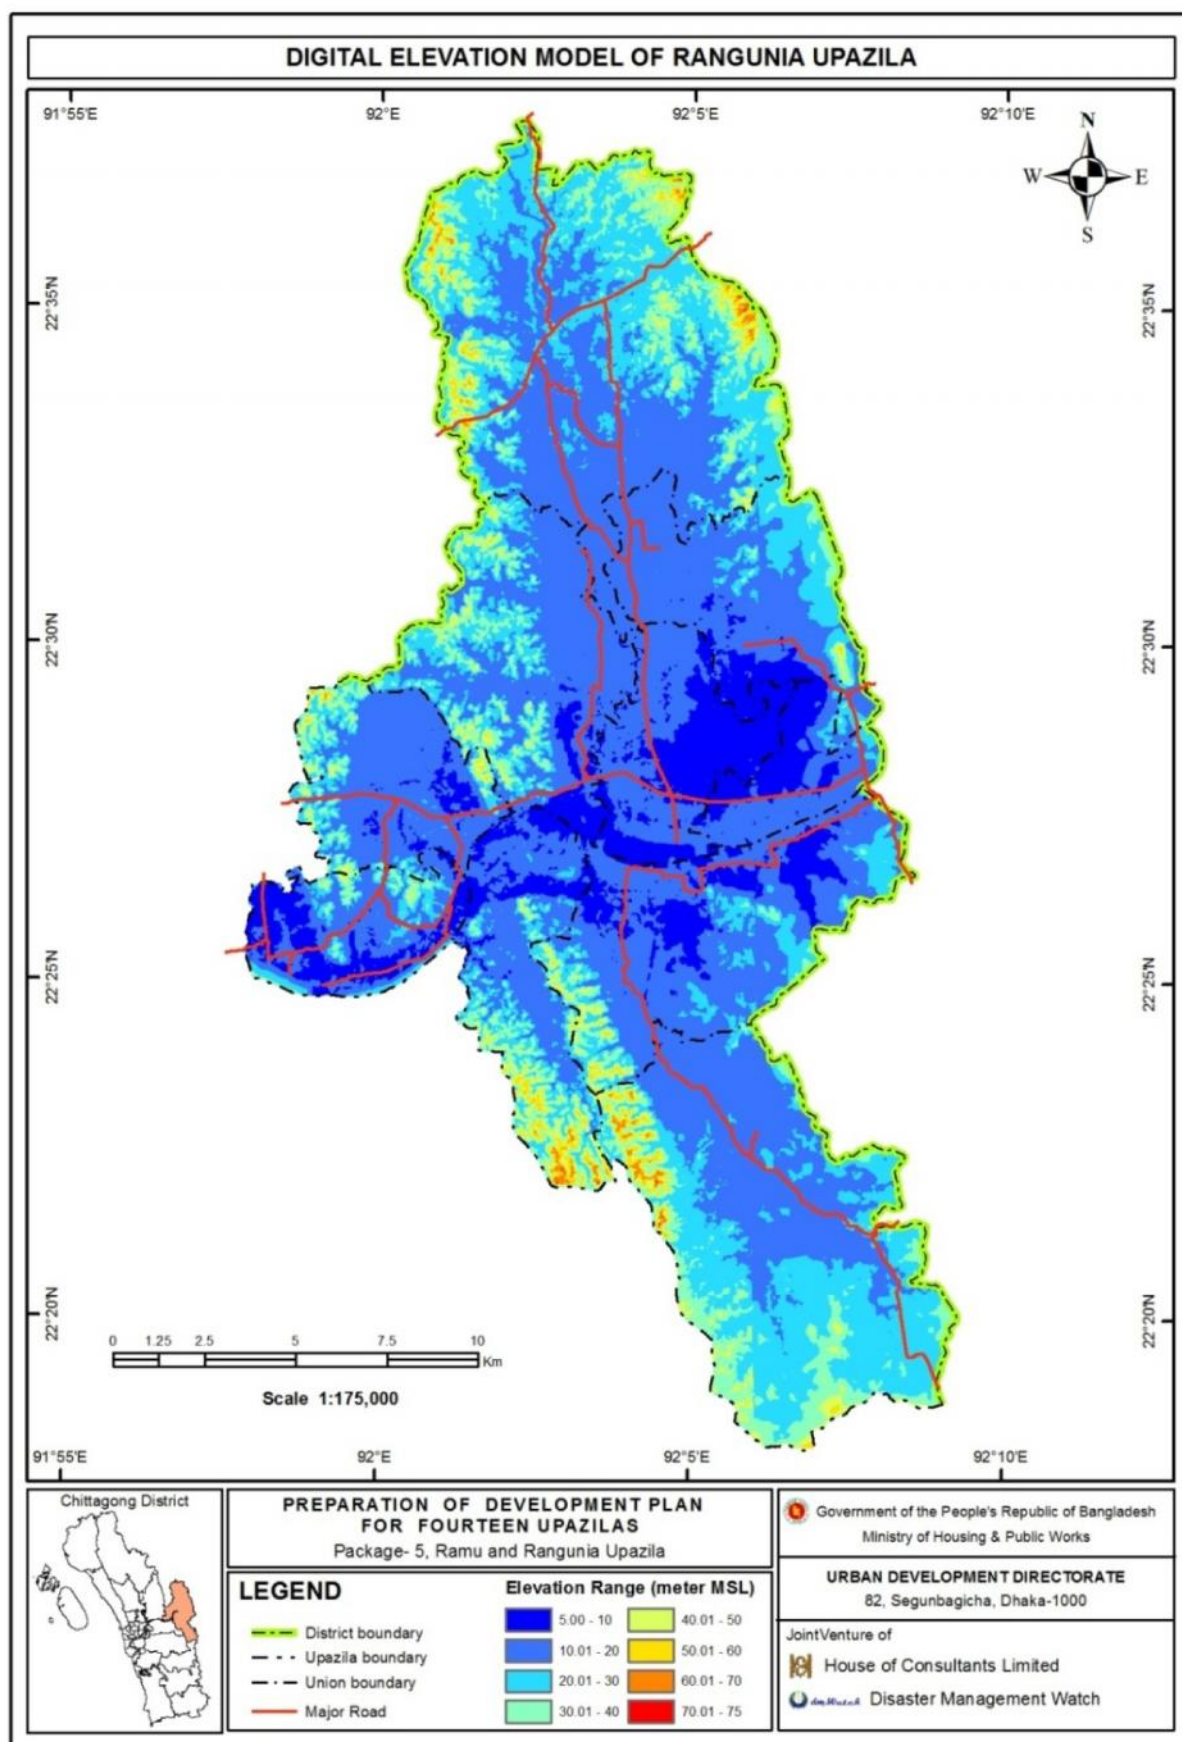 DIGITAL ELEVATION MODEL OF RANGUNIA UPAZILA
91°55'E 92°E 92°5'E 92°10'E
N
W E
S
22°35'N 22°35'N
22°30'N 22°30'N
22°25'N 22°25'N
22°20'N 22°20'N
0 1.25 2.5 5 7.5 10
Km
Scale 1:175,000
91°55'E 92°E 92°5'E 92°10'E
Chittagong District
PREPARATION OF DEVELOPMENT PLAN
FOR FOURTEEN UPAZILAS
Package- 5, Ramu and Rangunia Upazila
LEGEND
District boundary
Upazila boundary
Union boundary
Major Road
Elevation Range (meter MSL)
5.00 - 10
10.01 - 20
20.01 - 30
30.01 - 40
40.01 - 50
50.01 - 60
60.01 - 70
70.01 - 75
Government of the People's Republic of Bangladesh
Ministry of Housing & Public Works
URBAN DEVELOPMENT DIRECTORATE
82, Segunbagicha, Dhaka-1000
JointVenture of
House of Consultants Limited
dmWatch Disaster Management Watch